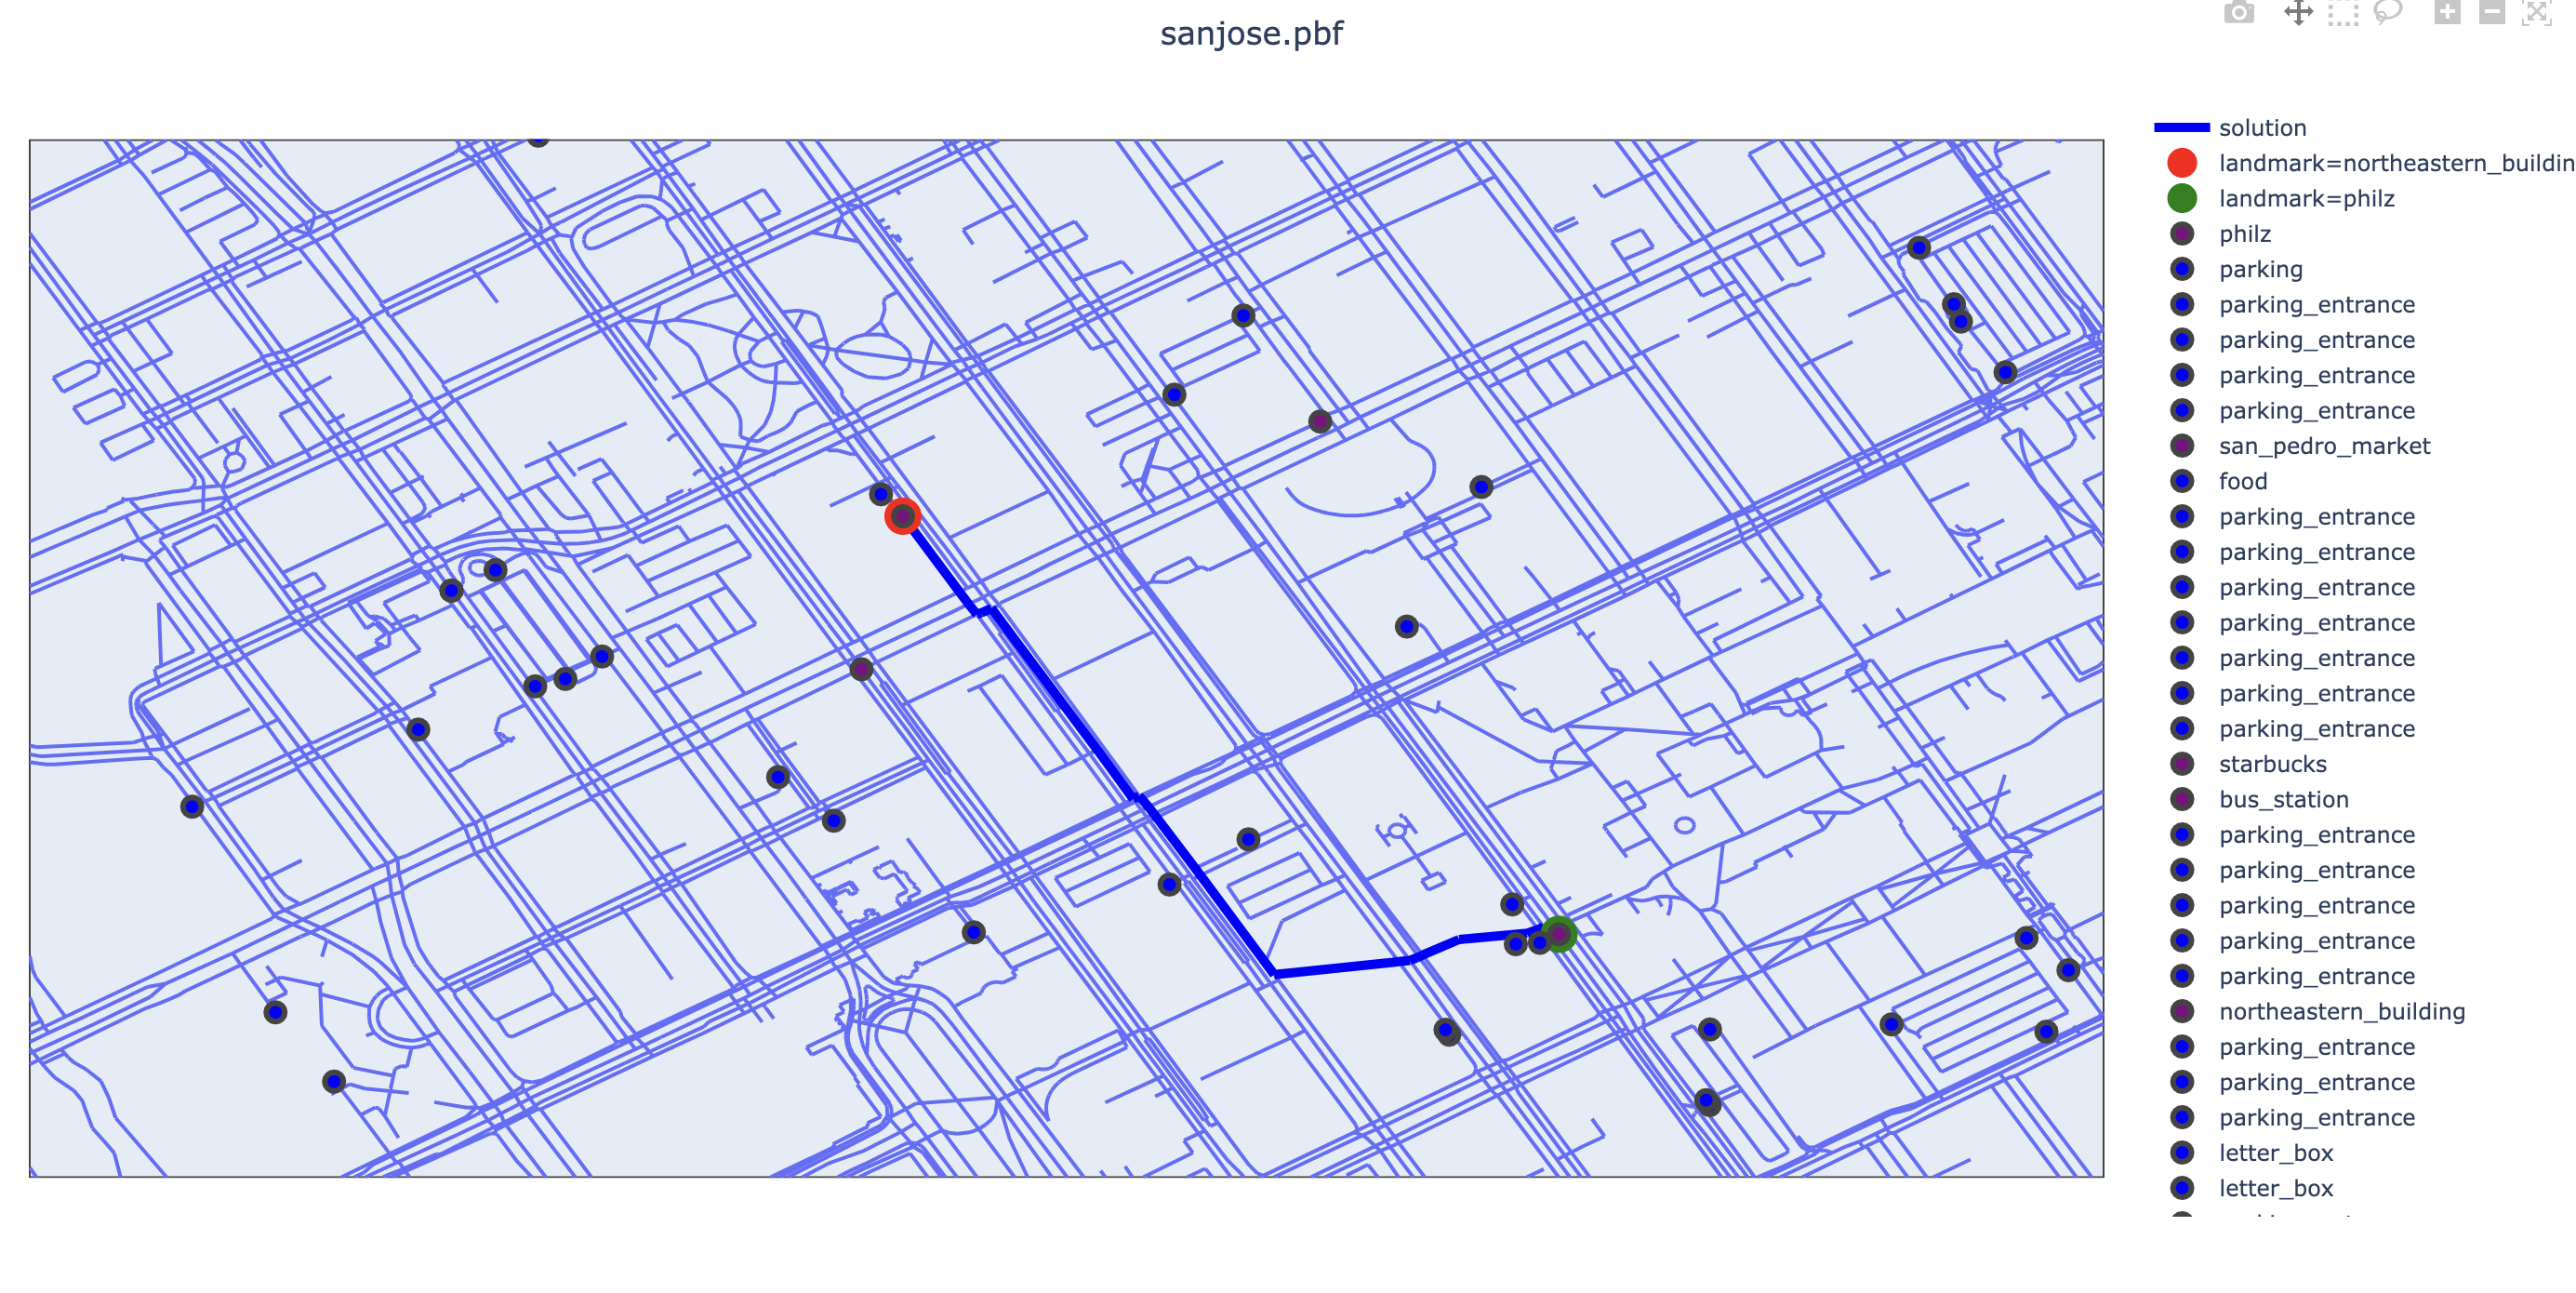 sanjose.pbf
solution
landmark=northeastern_buildin
landmark=philz
philz
parking
parking_entrance
parking_entrance
parking_entrance
parking_entrance
san_pedro_market
food
parking_entrance
parking_entrance
parking_entrance
parking_entrance
parking_entrance
parking_entrance
parking_entrance
starbucks
bus_station
parking_entrance
parking_entrance
parking_entrance
parking_entrance
parking_entrance
northeastern_building
parking_entrance
parking_entrance
parking_entrance
letter_box
letter_box